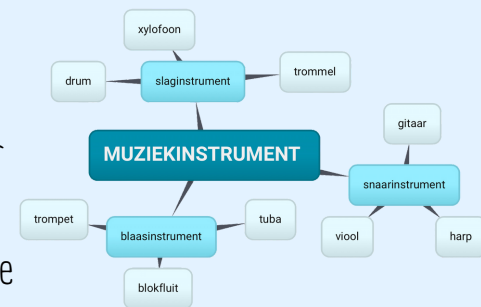 xylofoon
drum
slaginstrument
trommel
MUZIEKINSTRUMENT
gitaar
snaarinstrument
viool
harp
trompet
blaasinstrument
tuba
blokfluit
e